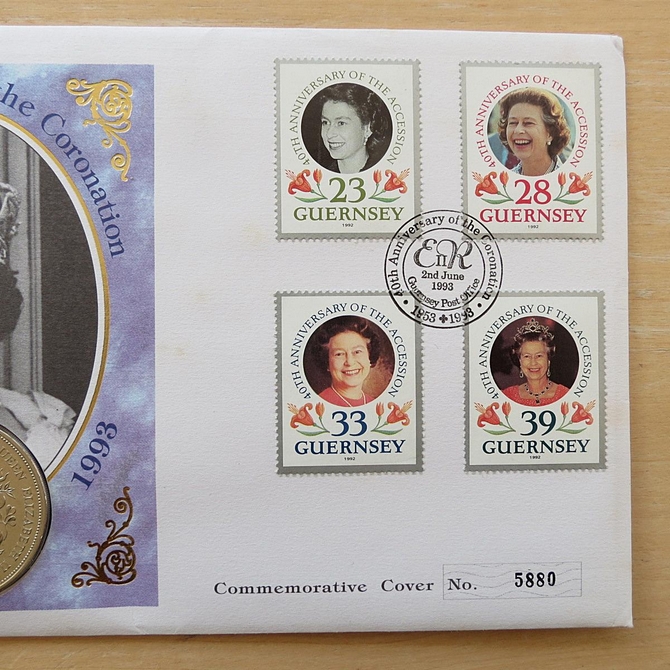 the Coronation
1993
QUEEN ELIZABETH
40TH ANNIVERSARY OF THE ACCESSION
23
GUERNSEY
1992
40TH ANNIVERSARY OF THE ACCESSION
28
GUERNSEY
1992
40th Anniversary of the Coronation
EIIR
2nd June
1993
Guernsey Post Office
• 1953 ✚ 1993 •
40TH ANNIVERSARY OF THE ACCESSION
33
GUERNSEY
1992
40TH ANNIVERSARY OF THE ACCESSION
39
GUERNSEY
1992
Commemorative Cover No. 5880